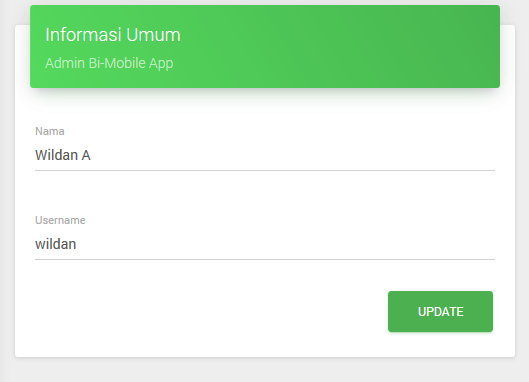 Informasi Umum
Admin Bi-Mobile App
Nama
Wildan A
Username
wildan
UPDATE